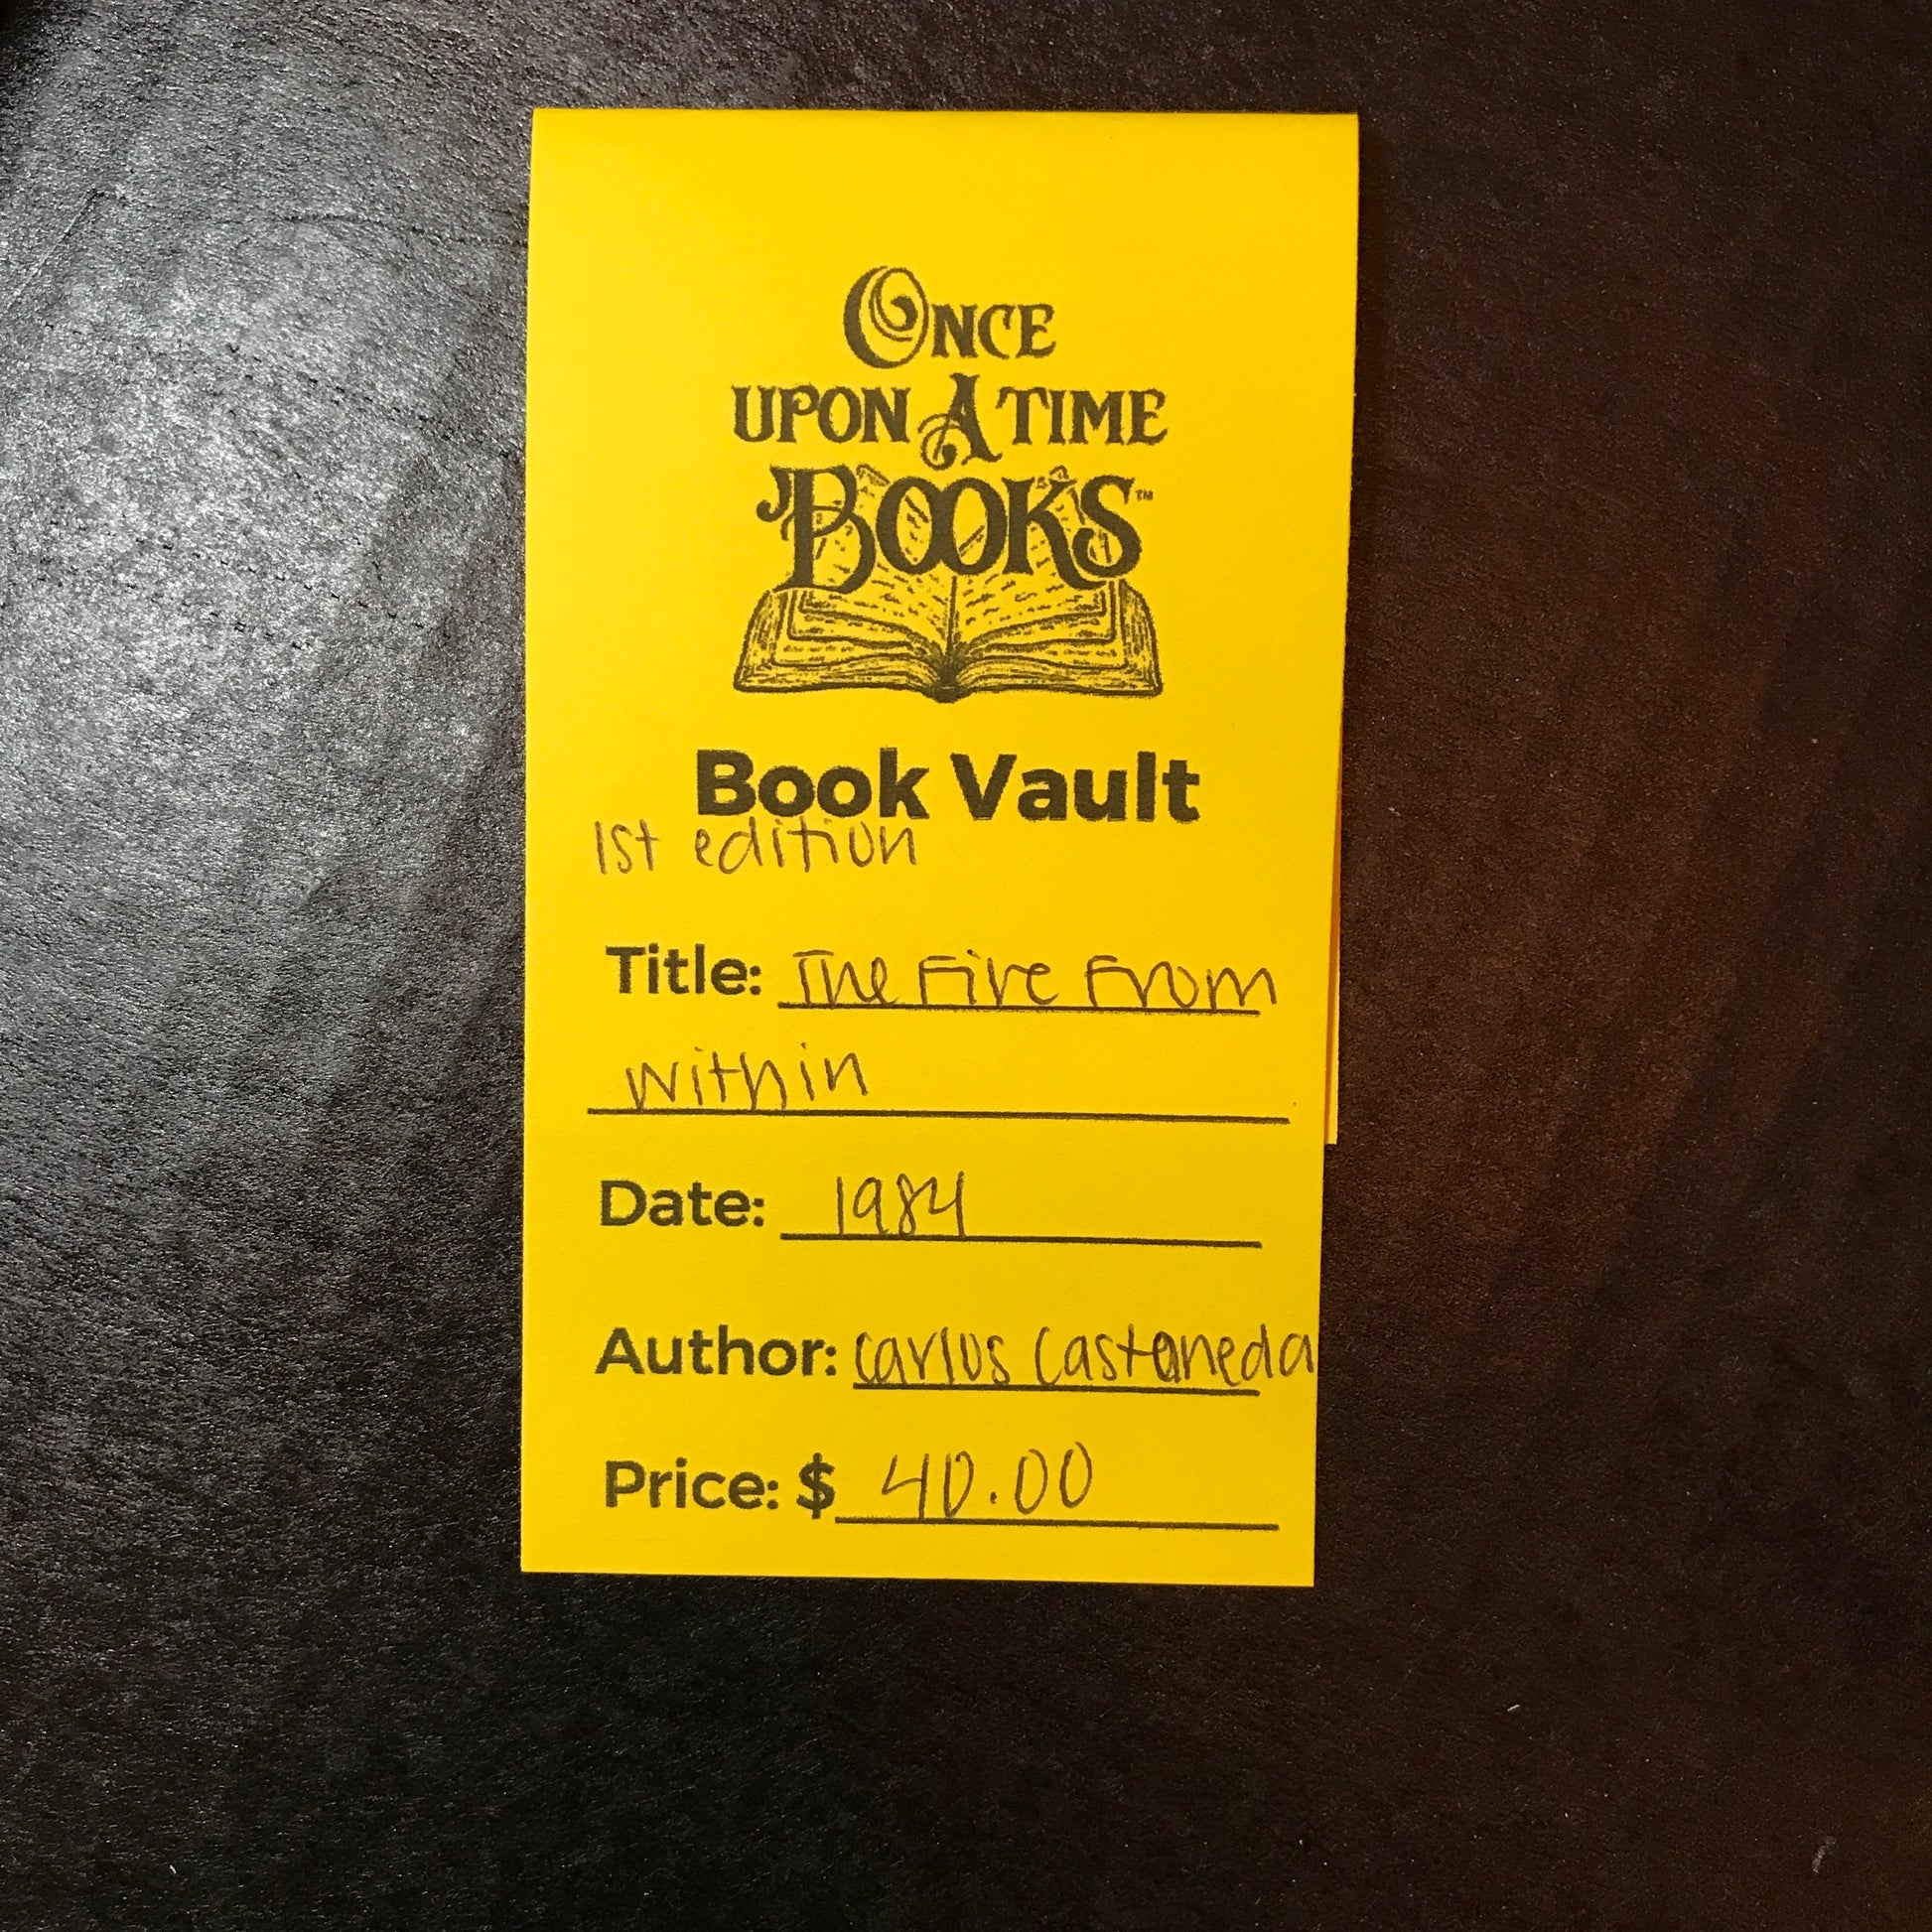 ONCE
UPON A TIME
BOOKS™
Book Vault
1st edition
Title: The Fire From
within
Date: 1984
Author: Carlos Castaneda
Price: $ 40.00